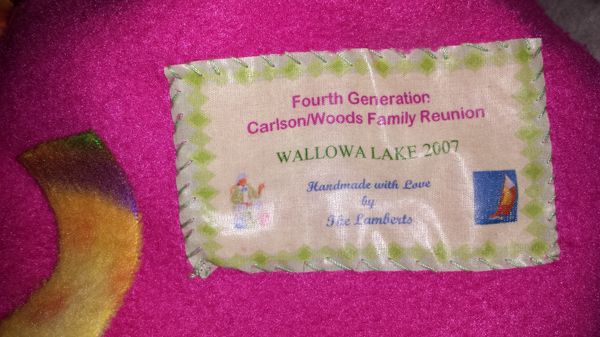 Fourth Generation
Carlson/Woods Family Reunion
WALLOWA LAKE 2007
Handmade with Love
by
The Lamberts